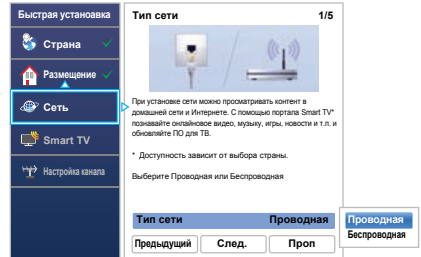 Быстрая устаноавка
Страна
Размещение
Сеть
Smart TV
Настройка канала
Тип сети 1/5
При установке сети можно просматривать контент в
домашней сети и Интернете. С помощью портала Smart TV*
познавайте онлайновое видео, музыку, игры, новости и т.п. и
обновляйте ПО для ТВ.
* Доступность зависит от выбора страны.
Выберите Проводная или Беспроводная
Тип сети Проводная
Предыдущий След. Проп
Проводная
Беспроводная